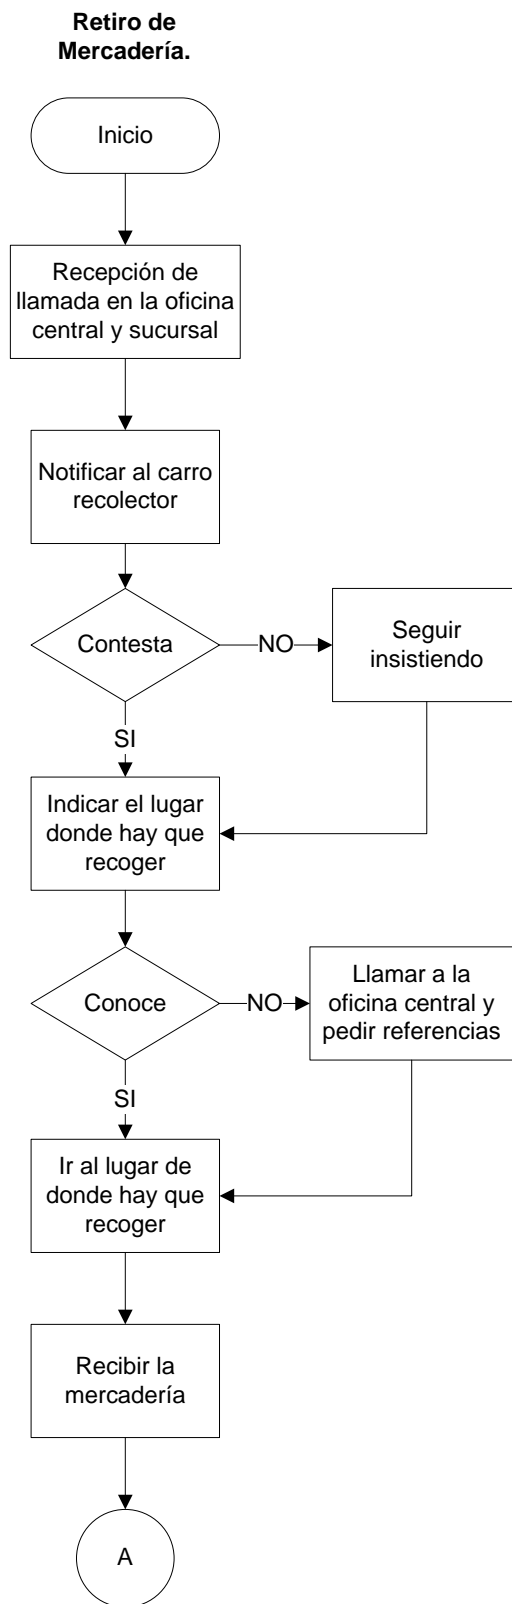 Retiro de
Mercadería.
Inicio
Recepción de
llamada en la oficina
central y sucursal
Notificar al carro
recolector
Contesta
NO
Seguir
insistiendo
SI
Indicar el lugar
donde hay que
recoger
Conoce
NO
Llamar a la
oficina central y
pedir referencias
SI
Ir al lugar de
donde hay que
recoger
Recibir la
mercadería
A